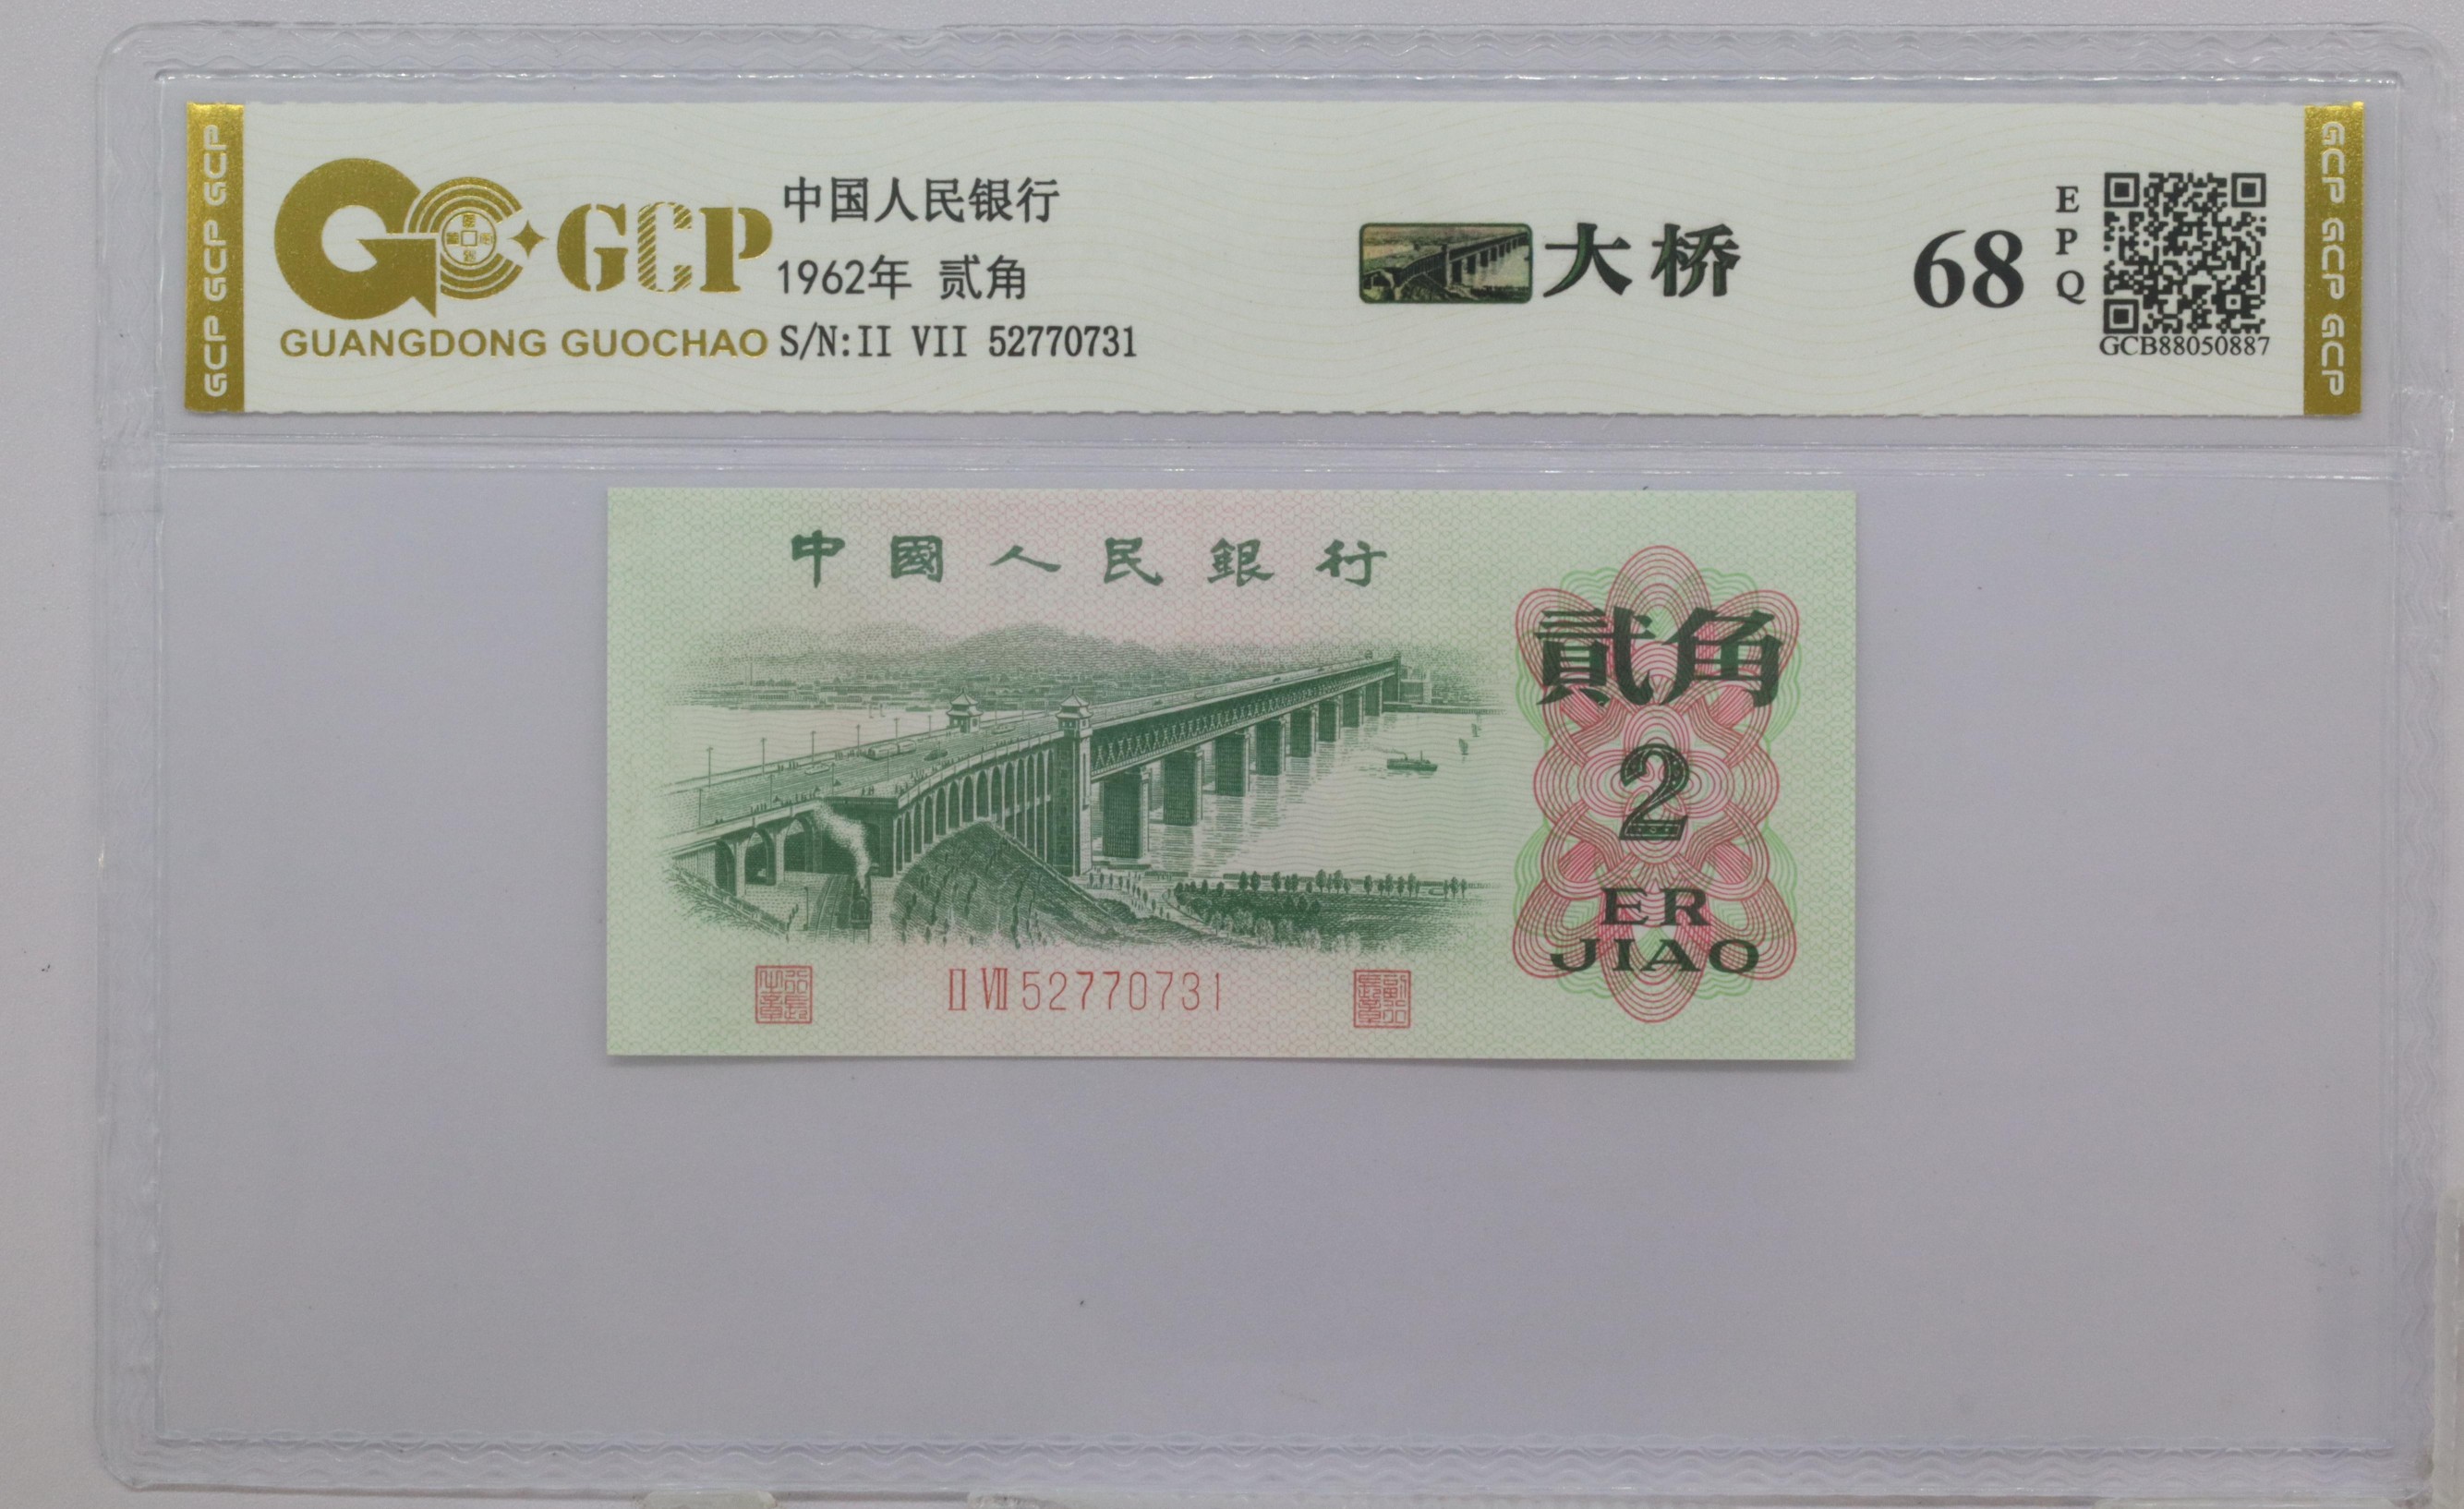 GCP GCP GCP
GCP
GUANGDONG GUOCHAO
中国人民银行
1962年 贰角
S/N:II VII 52770731
大桥
68
EPQ
GCB88050887
GCP GCP GCP
中國人民銀行
貳角
2
ER
JIAO
II VII 52770731